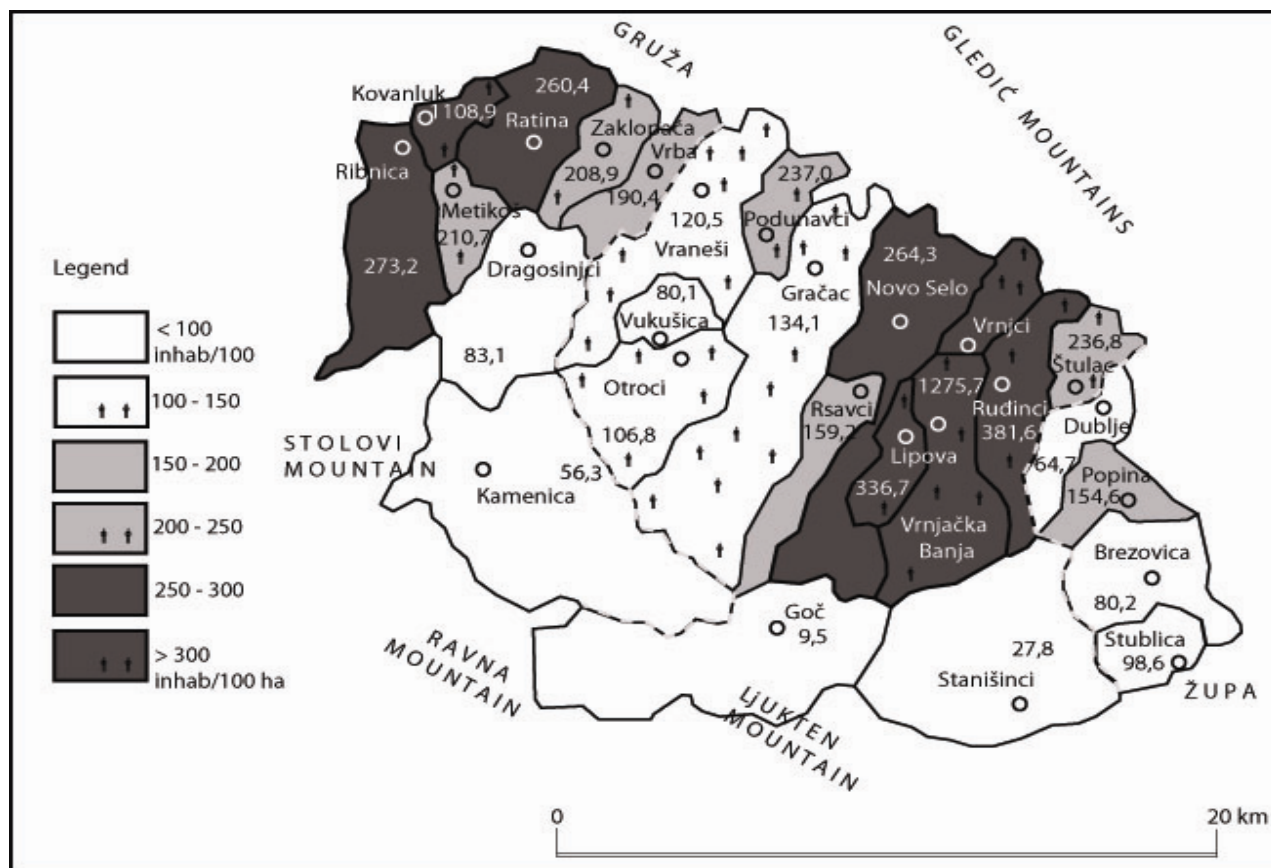 GRUŽA
GLEDIĆ MOUNTAINS
Kovanluk
1108,9
260,4
Ratina
Zaklopača
208,9
Vrba
190,4
Ribnica
273,2
Metikoš
210,7
Dragosinjci
83,1
120,5
Vraneši
237,0
Podunavci
80,1
Vukušica
Gračac
134,1
264,3
Novo Selo
Vrnjci
236,8
Štulac
Otroci
106,8
Rsavci
159,2
1275,7
Lipova
336,7
Ruđinci
381,6
Dublje
64,7
Popina
154,6
Vrnjačka
Banja
Kamenica
56,3
Brezovica
80,2
Goč
9,5
Stublica
98,6
27,8
Stanišinci
STOLOVI
MOUNTAIN
RAVNA
MOUNTAIN
LJUKTEN
MOUNTAIN
ŽUPA
Legend
< 100
inhab/100
100 - 150
150 - 200
200 - 250
250 - 300
> 300
inhab/100 ha
0
20 km